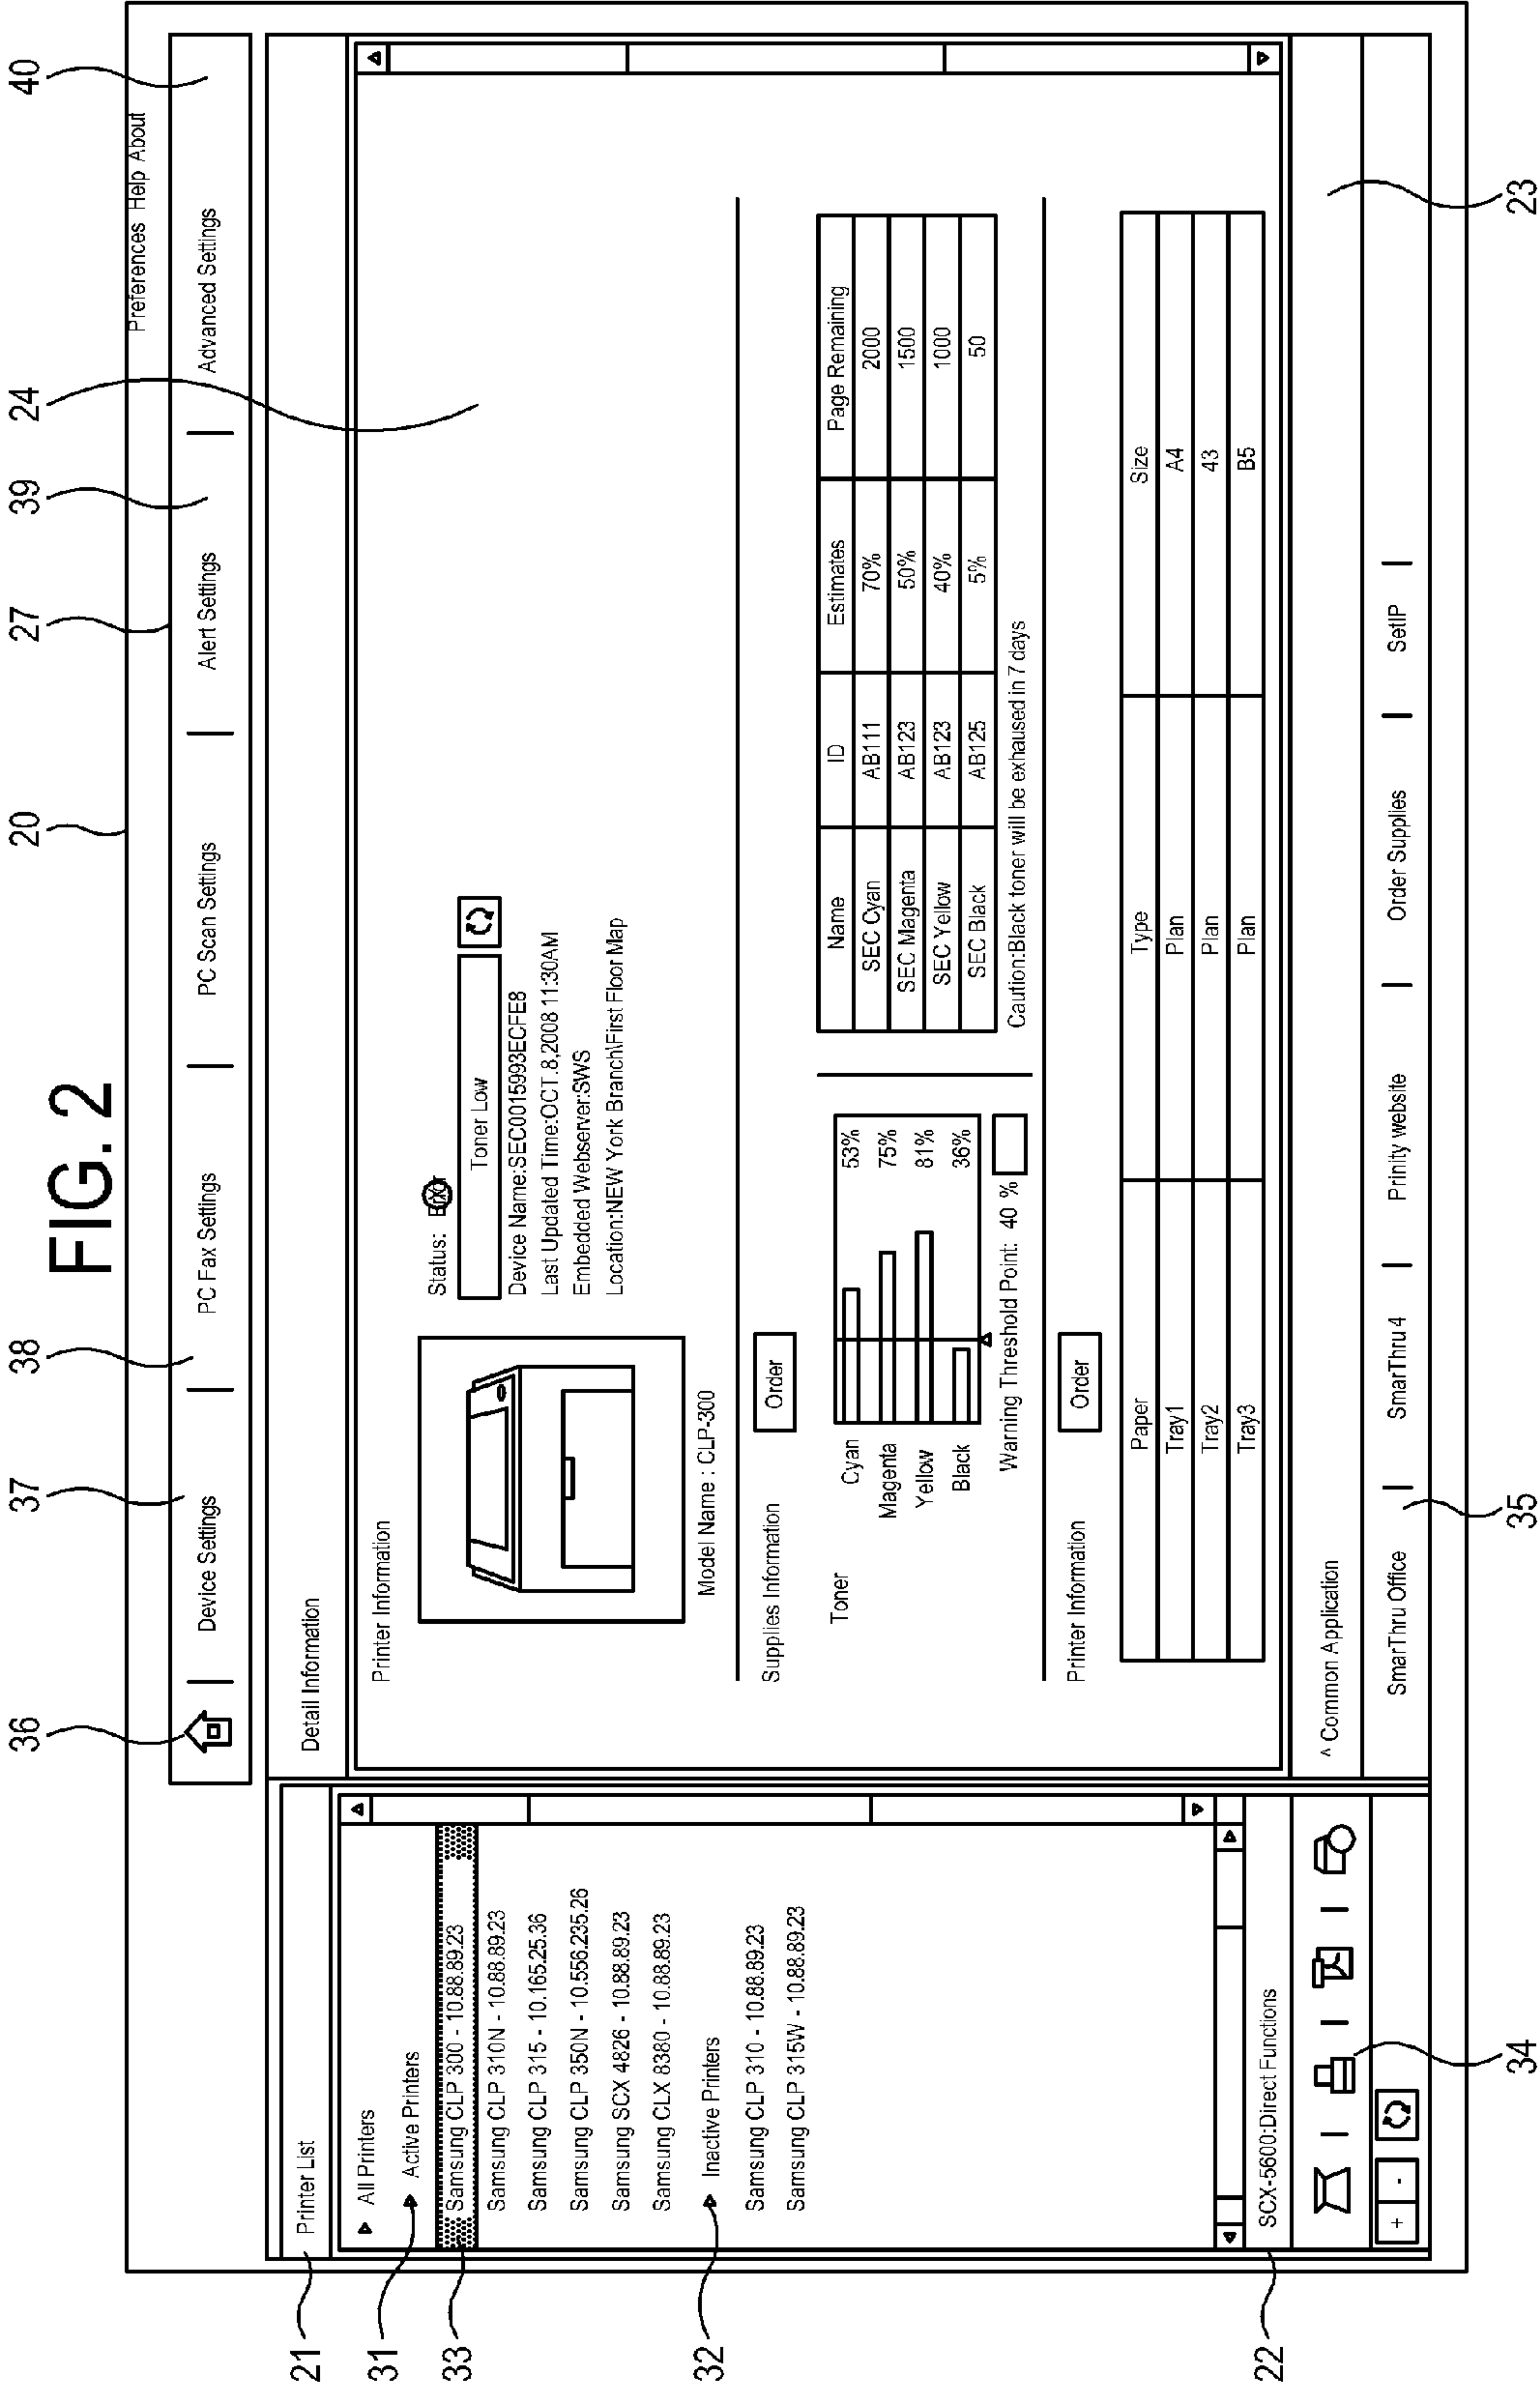 FIG. 2
36 37 38 20 27 39 24 40
Preferences Help About
Device Settings | PC Fax Settings | PC Scan Settings | Alert Settings | Advanced Settings
21
Printer List
All Printers
31
Active Printers
33
Samsung CLP 300 - 10.88.89.23
Samsung CLP 310N - 10.88.89.23
Samsung CLP 315 - 10.165.25.36
Samsung CLP 350N - 10.556.235.26
Samsung SCX 4826 - 10.88.89.23
Samsung CLX 8380 - 10.88.89.23
32
Inactive Printers
Samsung CLP 310 - 10.88.89.23
Samsung CLP 315W - 10.88.89.23
22
SCX-5600:Direct Functions
+ -
34
Detail Information
Printer Information
Model Name : CLP-300
Status:
Toner Low
Device Name:SEC0015993ECFE8
Last Updated Time:OCT.8,2008 11:30AM
Embedded Webserver:SWS
Location:NEW York Branch\First Floor Map
Supplies Information
Order
Toner
Cyan 53%
Magenta 75%
Yellow 81%
Black 36%
Warning Threshold Point: 40 %
Name ID Estimates Page Remaining
SEC Cyan AB111 70% 2000
SEC Magenta AB123 50% 1500
SEC Yellow AB123 40% 1000
SEC Black AB125 5% 50
Caution:Black toner will be exhaused in 7 days
Printer Information
Order
Paper Type Size
Tray1 Plan A4
Tray2 Plan 43
Tray3 Plan B5
^ Common Application
SmarThru Office | SmarThru 4 | Prinity website | Order Supplies | SetIP |
35 23